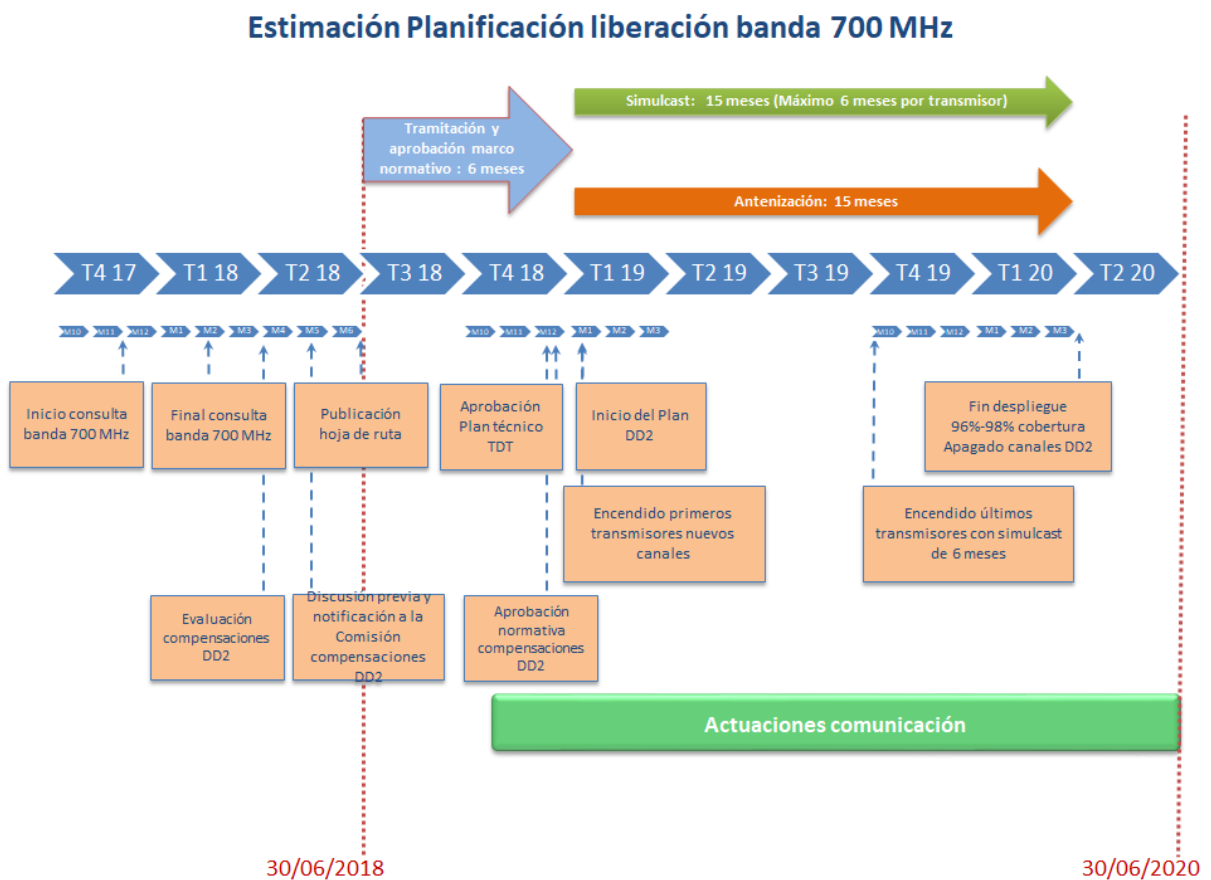 Estimación Planificación liberación banda 700 MHz
Simulcast: 15 meses (Máximo 6 meses por transmisor)
Tramitación y
aprobación marco
normativo : 6 meses
Antenización: 15 meses
T4 17
T1 18
T2 18
T3 18
T4 18
T1 19
T2 19
T3 19
T4 19
T1 20
T2 20
M10
M11
M12
M1
M2
M3
M4
M5
M6
M10
M11
M12
M1
M2
M3
M10
M11
M12
M1
M2
M3
Inicio consulta
banda 700 MHz
Final consulta
banda 700 MHz
Publicación
hoja de ruta
Aprobación
Plan técnico
TDT
Inicio del Plan
DD2
Fin despliegue
96%-98% cobertura
Apagado canales DD2
Encendido primeros
transmisores nuevos
canales
Encendido últimos
transmisores con simulcast
de 6 meses
Evaluación
compensaciones
DD2
Discusión previa y
notificación a la
Comisión
compensaciones
DD2
Aprobación
normativa
compensaciones
DD2
Actuaciones comunicación
30/06/2018
30/06/2020